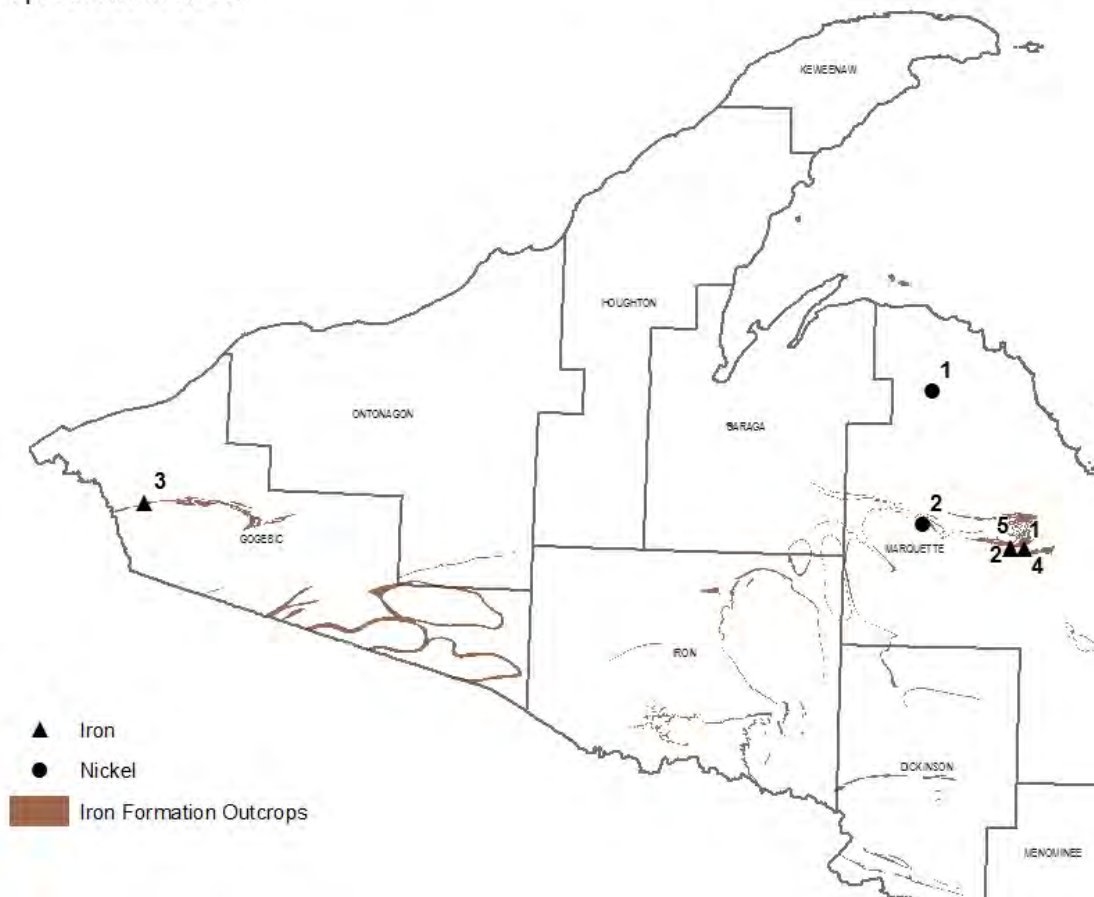 KEWEENAW
HOUGHTON
1
ONTONAGON
BARAGA
3
2
5 1
GOGEBIC
MARQUETTE
2 4
IRON
Iron
Nickel
DICKINSON
Iron Formation Outcrops
MENOMINEE